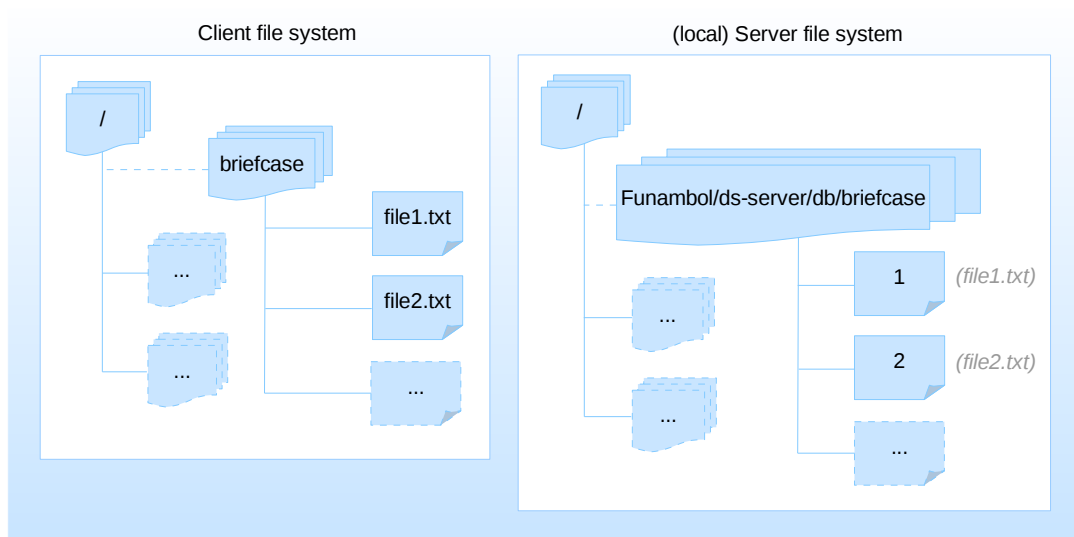 Client file system
/
briefcase
file1.txt
...
file2.txt
...
...
(local) Server file system
/
Funambol/ds-server/db/briefcase
1 (file1.txt)
...
2 (file2.txt)
...
...